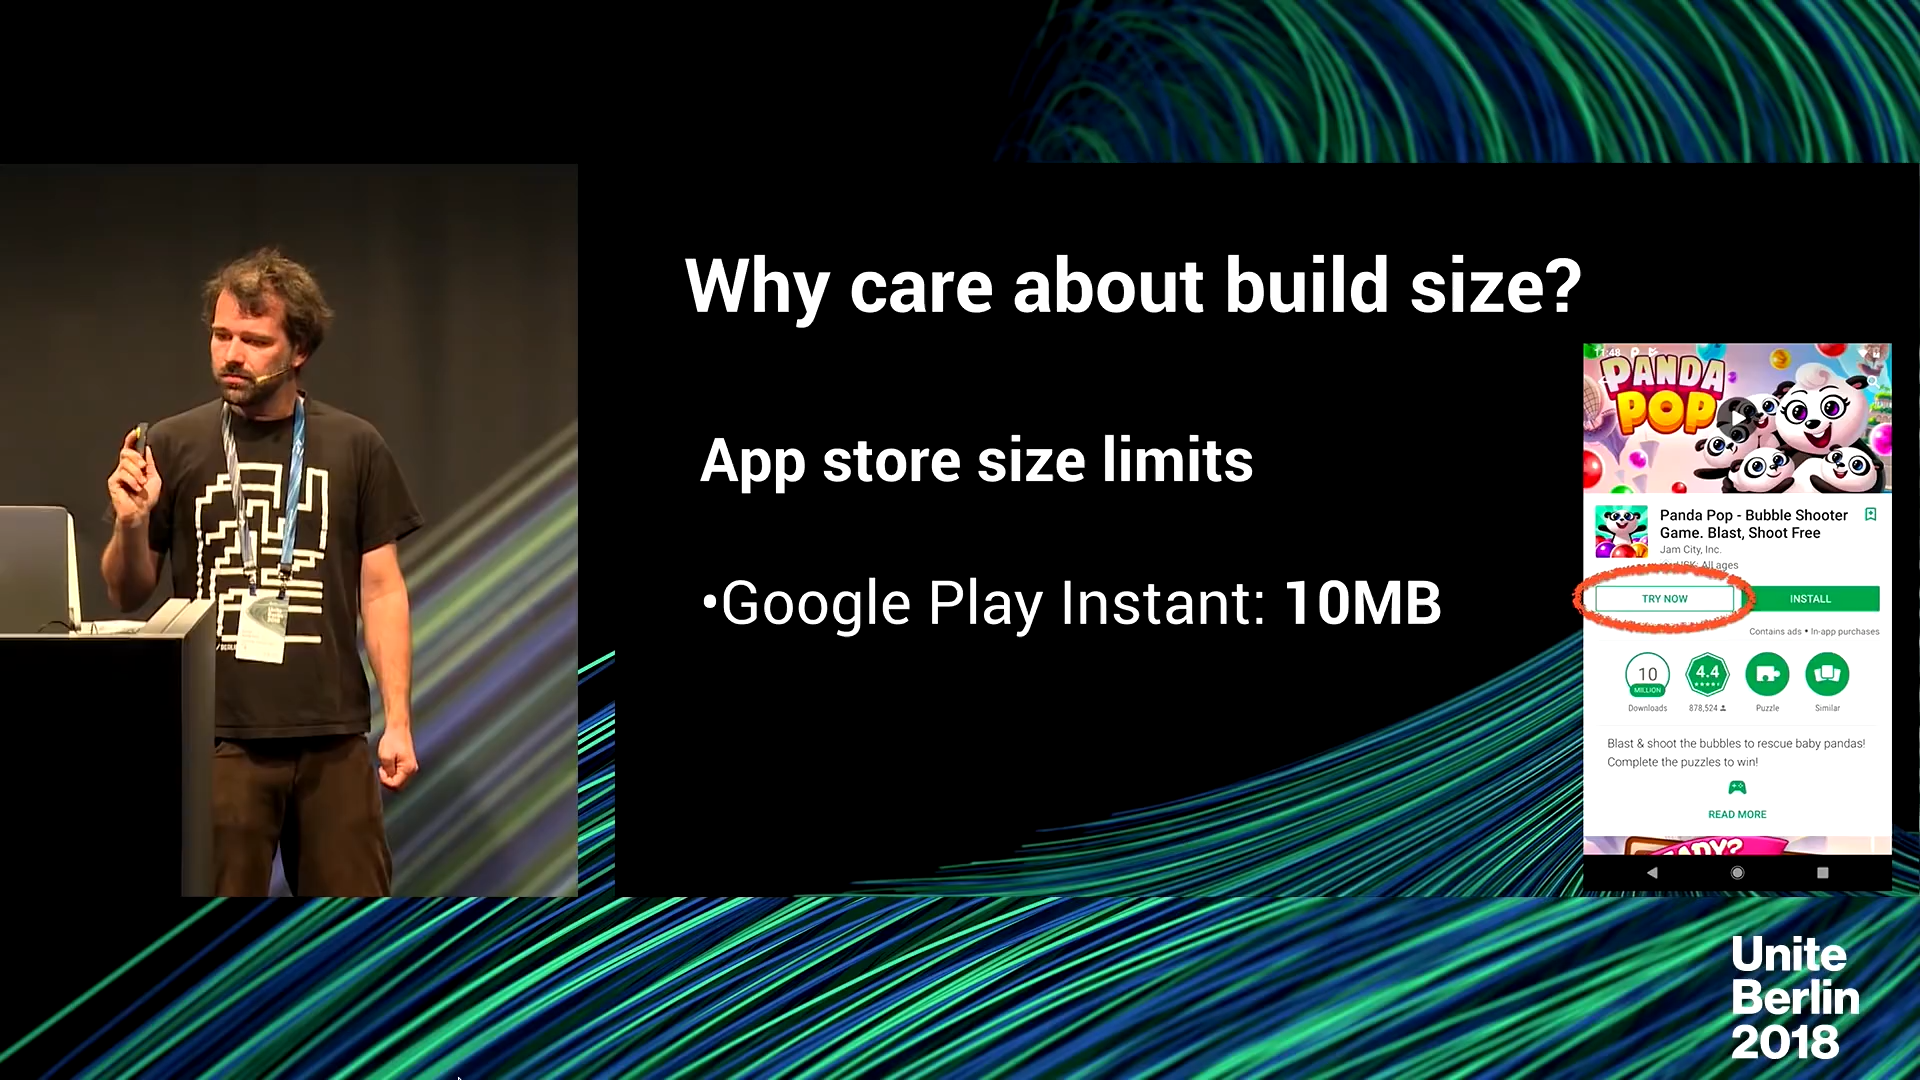 Why care about build size?
App store size limits
•Google Play Instant: 10MB
11:48
PANDA
POP
Panda Pop - Bubble Shooter
Game. Blast, Shoot Free
Jam City, Inc.
USK: All ages
TRY NOW
INSTALL
Contains ads • In-app purchases
10
MILLION
4.4
Downloads
878,524
Puzzle
Similar
Blast & shoot the bubbles to rescue baby pandas!
Complete the puzzles to win!
READ MORE
Unite
Berlin
2018